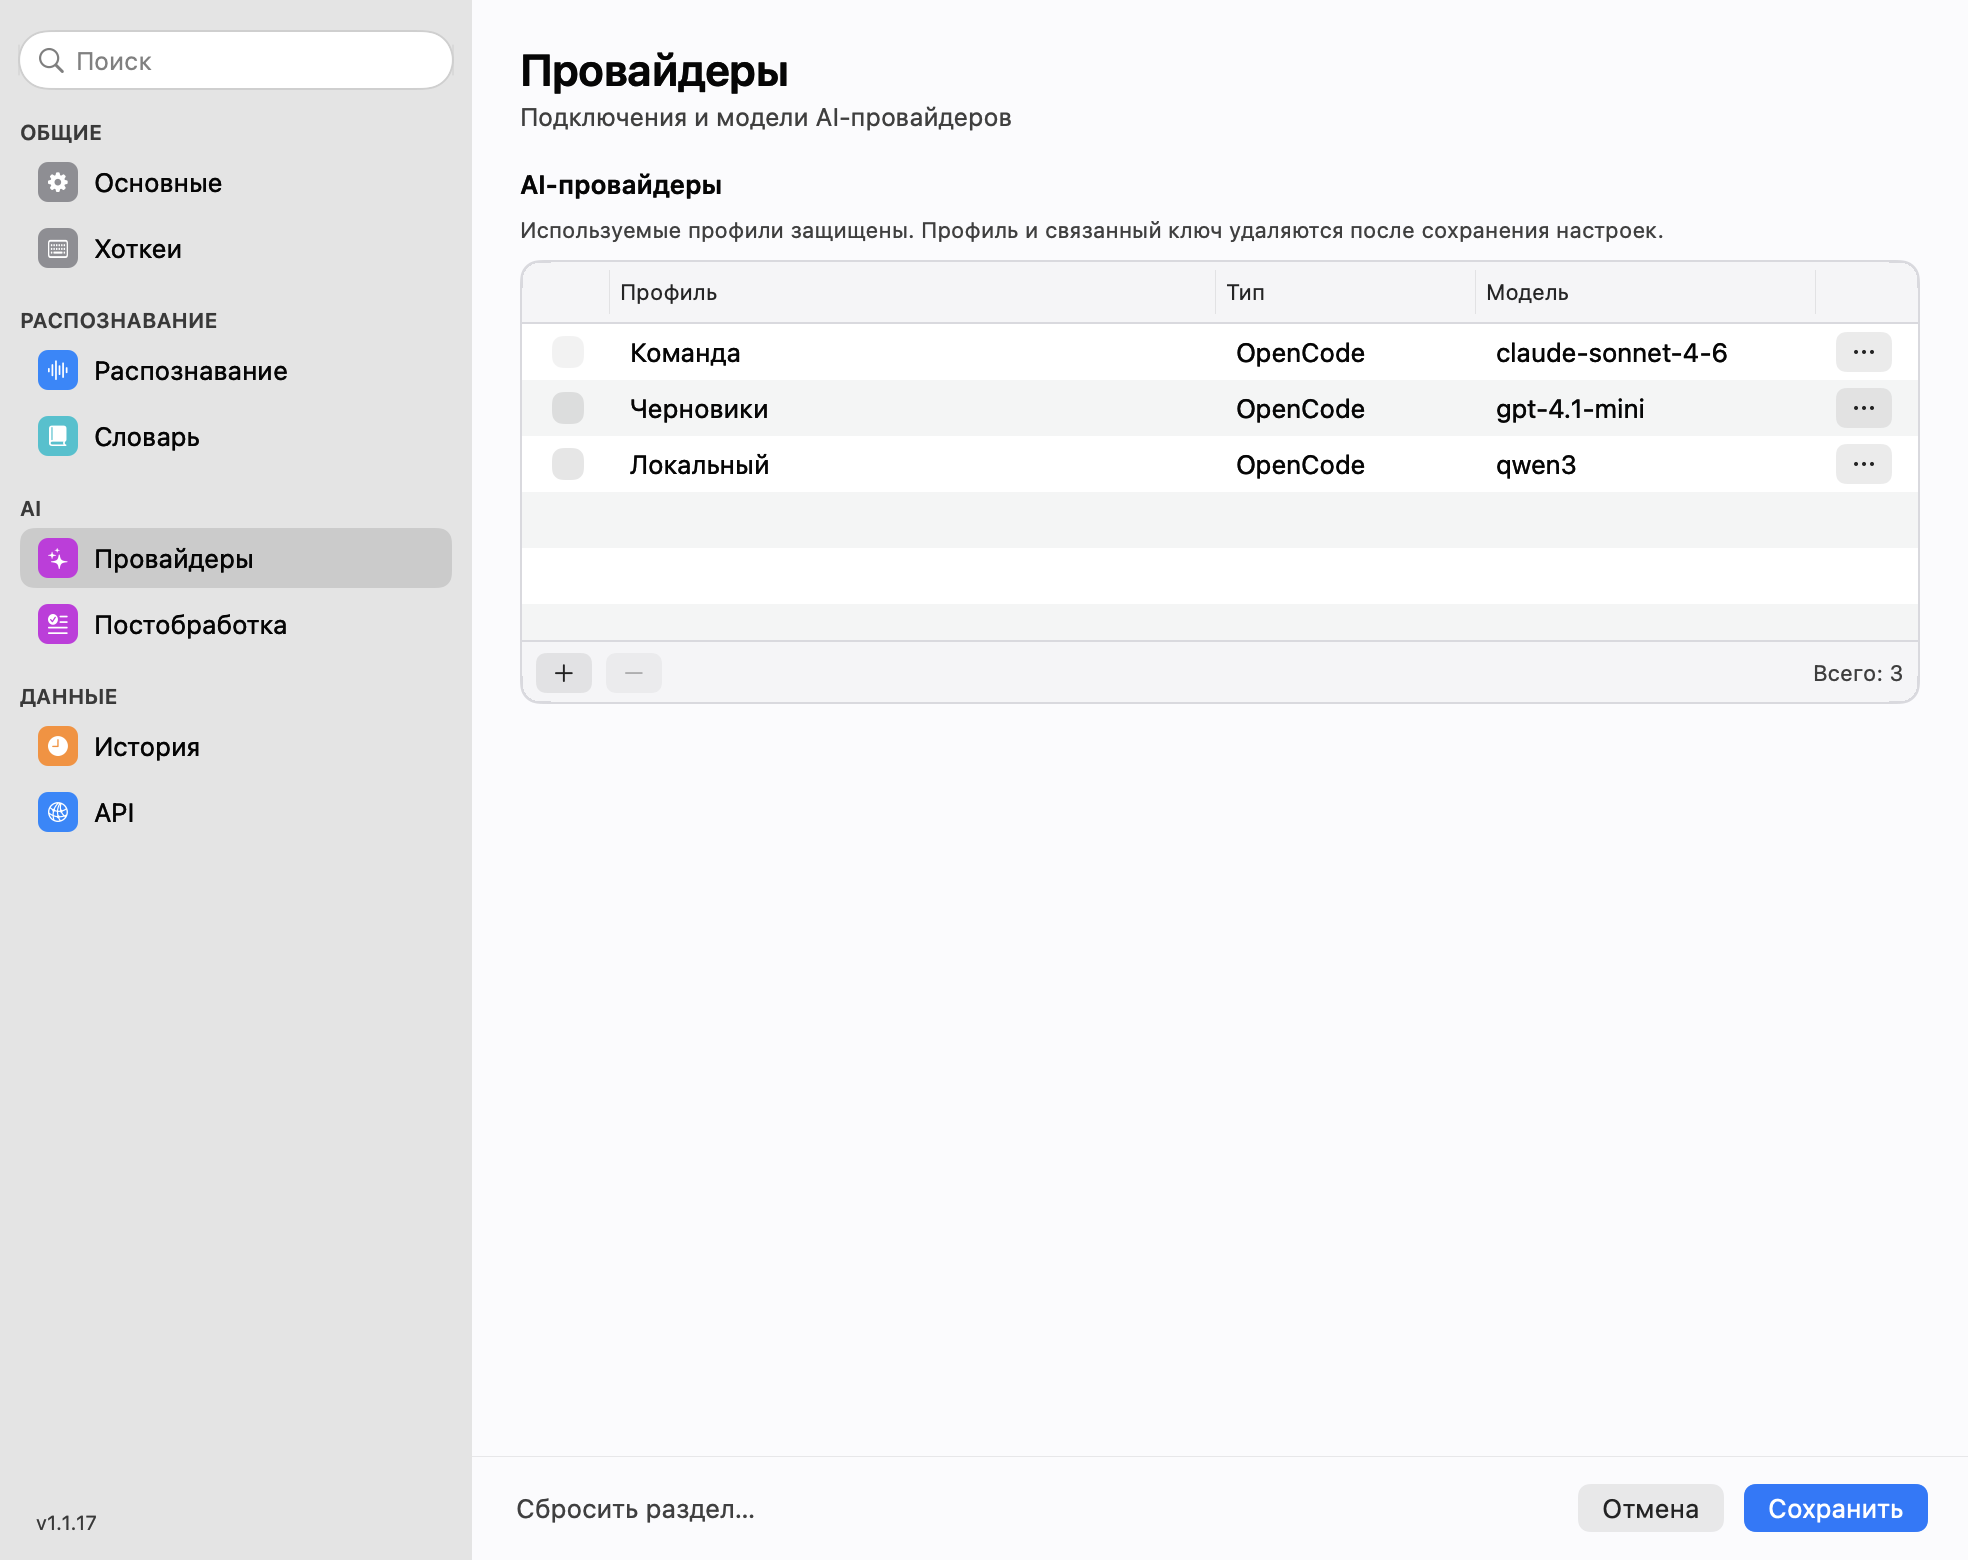 Поиск
ОБЩИЕ
Основные
Хоткеи
РАСПОЗНАВАНИЕ
Распознавание
Словарь
AI
Провайдеры
Постобработка
ДАННЫЕ
История
API
v1.1.17
Провайдеры
Подключения и модели AI-провайдеров
AI-провайдеры
Используемые профили защищены. Профиль и связанный ключ удаляются после сохранения настроек.
Профиль Тип Модель
Команда OpenCode claude-sonnet-4-6 ...
Черновики OpenCode gpt-4.1-mini ...
Локальный OpenCode qwen3 ...
+ − Всего: 3
Сбросить раздел... Отмена Сохранить